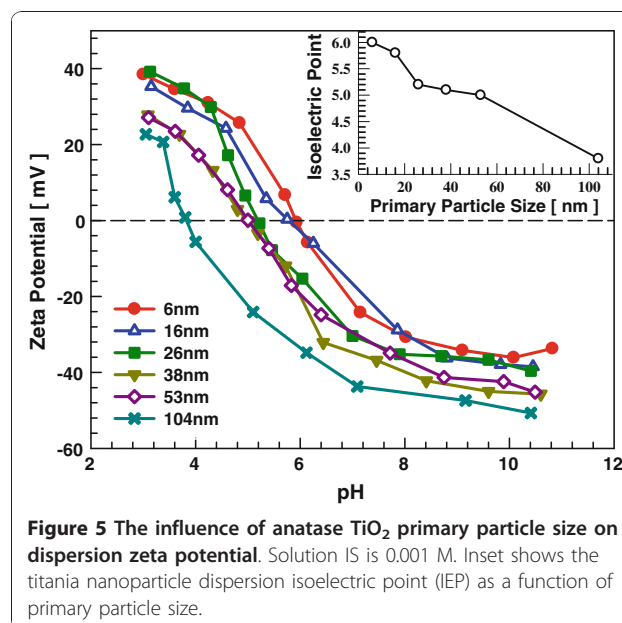 40
20
0
-20
-40
-60
Zeta Potential [ mV ]
2
4
6
8
10
12
pH
6nm
16nm
26nm
38nm
53nm
104nm
6.0
5.5
5.0
4.5
4.0
3.5
Isoelectric Point
0
20
40
60
80
100
Primary Particle Size [ nm ]
Figure 5 The influence of anatase TiO₂ primary particle size on
dispersion zeta potential. Solution IS is 0.001 M. Inset shows the
titania nanoparticle dispersion isoelectric point (IEP) as a function of
primary particle size.